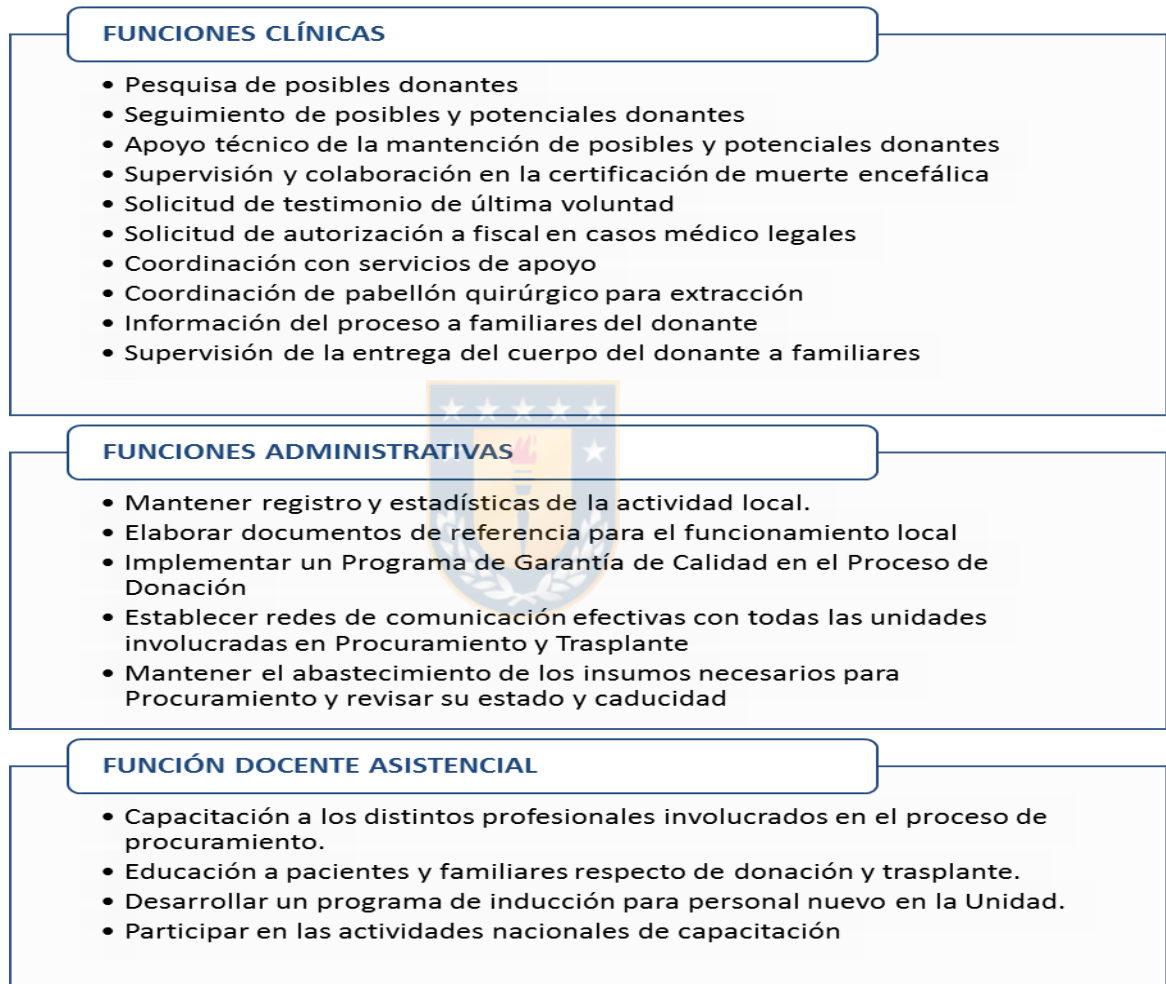 FUNCIONES CLÍNICAS
• Pesquisa de posibles donantes
• Seguimiento de posibles y potenciales donantes
• Apoyo técnico de la mantención de posibles y potenciales donantes
• Supervisión y colaboración en la certificación de muerte encefálica
• Solicitud de testimonio de última voluntad
• Solicitud de autorización a fiscal en casos médico legales
• Coordinación con servicios de apoyo
• Coordinación de pabellón quirúrgico para extracción
• Información del proceso a familiares del donante
• Supervisión de la entrega del cuerpo del donante a familiares
FUNCIONES ADMINISTRATIVAS
• Mantener registro y estadísticas de la actividad local.
• Elaborar documentos de referencia para el funcionamiento local
• Implementar un Programa de Garantía de Calidad en el Proceso de
Donación
• Establecer redes de comunicación efectivas con todas las unidades
involucradas en Procuramiento y Trasplante
• Mantener el abastecimiento de los insumos necesarios para
Procuramiento y revisar su estado y caducidad
FUNCIÓN DOCENTE ASISTENCIAL
• Capacitación a los distintos profesionales involucrados en el proceso de
procuramiento.
• Educación a pacientes y familiares respecto de donación y trasplante.
• Desarrollar un programa de inducción para personal nuevo en la Unidad.
• Participar en las actividades nacionales de capacitación